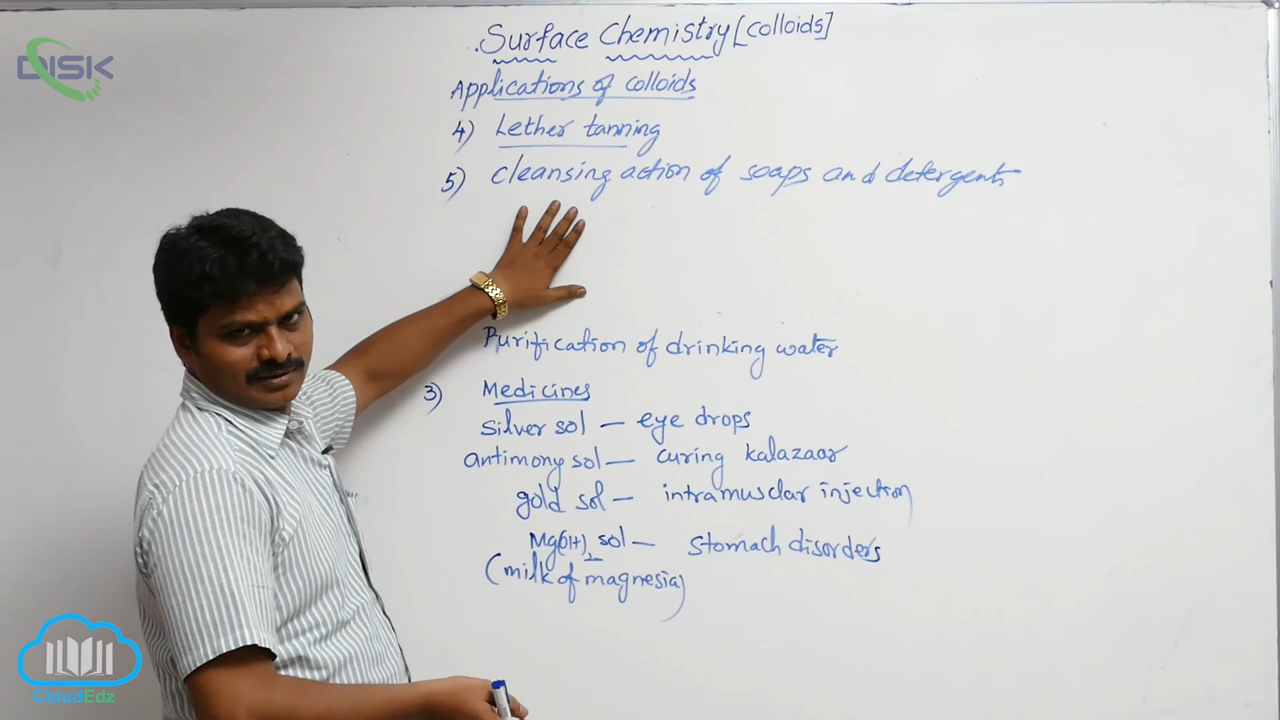 DISK
Surface Chemistry [colloids]
Applications of colloids
4) Lether tanning
5) cleansing action of soaps and detergents
Purification of drinking water
3) Medicines
silver sol — eye drops
antimony sol — curing kalazaar
gold sol — intramusclar injection
Mg(OH)2 sol — stomach disorders
(milk of magnesia)
CloudEdz